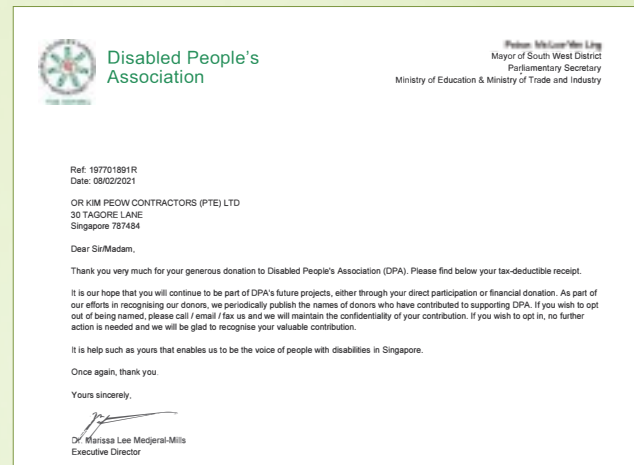 Disabled People's
Association
Mayor of South West District
Parliamentary Secretary
Ministry of Education & Ministry of Trade and Industry
Ref: 197701891R
Date: 08/02/2021
OR KIM PEOW CONTRACTORS (PTE) LTD
30 TAGORE LANE
Singapore 787484
Dear Sir/Madam,
Thank you very much for your generous donation to Disabled People's Association (DPA). Please find below your tax-deductible receipt.
It is our hope that you will continue to be part of DPA's future projects, either through your direct participation or financial donation. As part of
our efforts in recognising our donors, we periodically publish the names of donors who have contributed to supporting DPA. If you wish to opt
out of being named, please call / email / fax us and we will maintain the confidentiality of your contribution. If you wish to opt in, no further
action is needed and we will be glad to recognise your valuable contribution.
It is help such as yours that enables us to be the voice of people with disabilities in Singapore.
Once again, thank you.
Yours sincerely,
Dr. Marissa Lee Medjeral-Mills
Executive Director